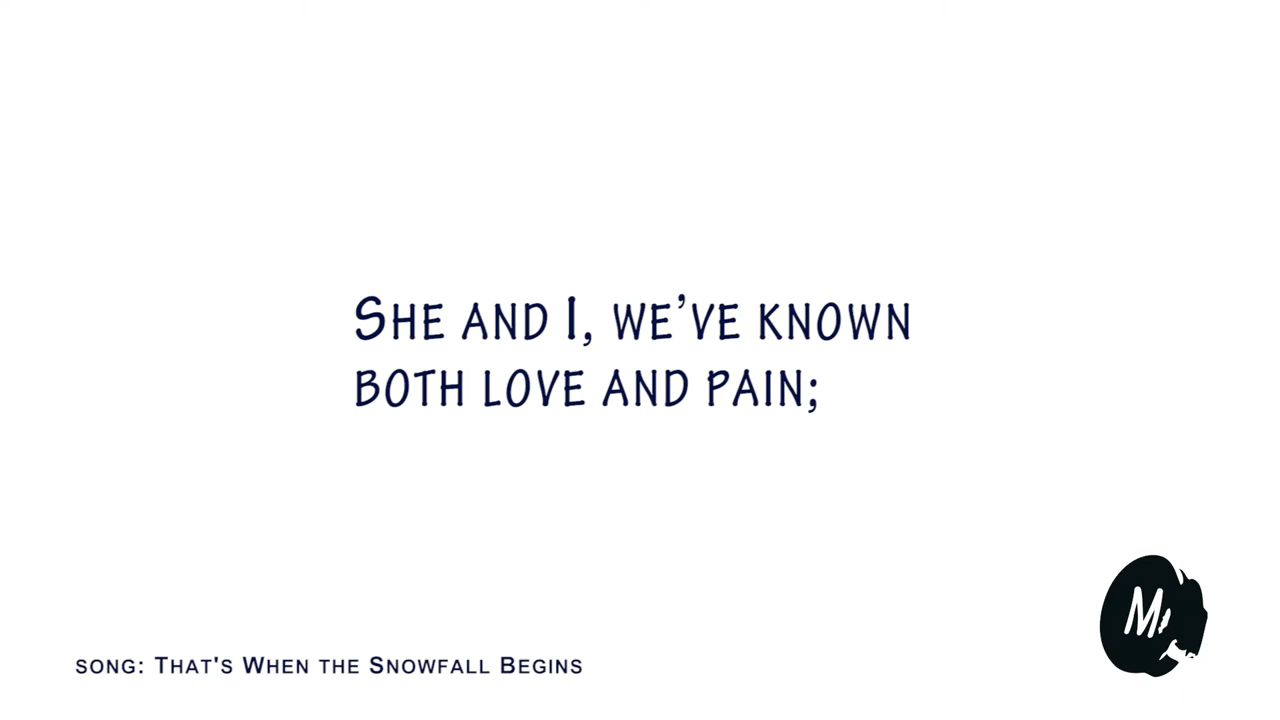 She and I, we’ve known
both love and pain;
song: That's When the Snowfall Begins
M